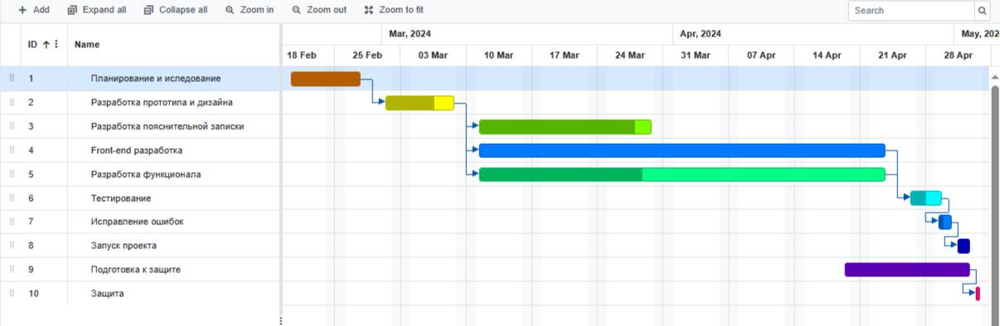 Add Expand all Collapse all Zoom in Zoom out Zoom to fit Search
ID Name Mar, 2024 Apr, 2024 May, 202
18 Feb 25 Feb 03 Mar 10 Mar 17 Mar 24 Mar 31 Mar 07 Apr 14 Apr 21 Apr 28 Apr
1 Планирование и иследование
2 Разработка прототипа и дизайна
3 Разработка пояснительной записки
4 Front-end разработка
5 Разработка функционала
6 Тестирование
7 Исправление ошибок
8 Запуск проекта
9 Подготовка к защите
10 Защита